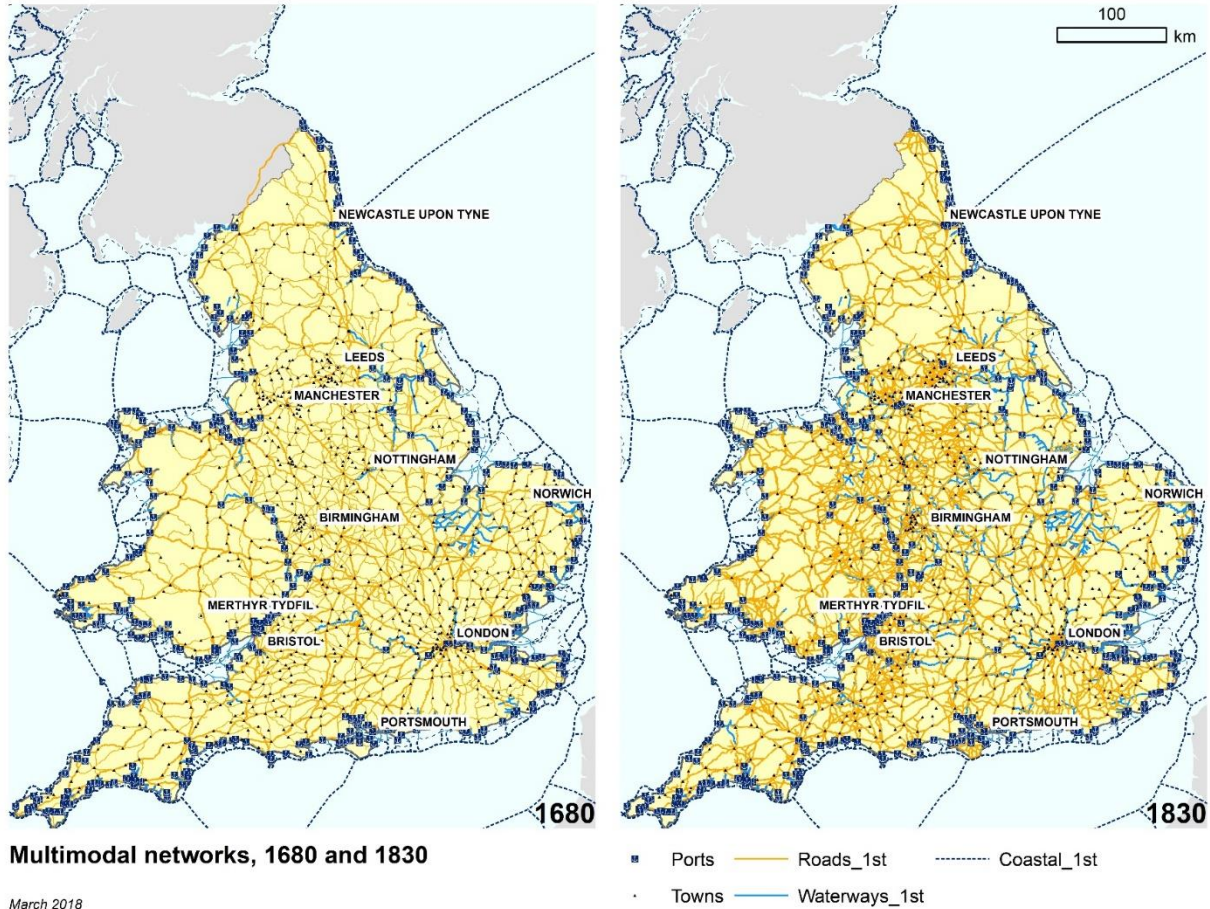 NEWCASTLE UPON TYNE
LEEDS
MANCHESTER
NOTTINGHAM
NORWICH
BIRMINGHAM
MERTHYR TYDFIL
LONDON
BRISTOL
PORTSMOUTH
1680
100
km
NEWCASTLE UPON TYNE
LEEDS
MANCHESTER
NOTTINGHAM
NORWICH
BIRMINGHAM
MERTHYR TYDFIL
LONDON
BRISTOL
PORTSMOUTH
1830
Multimodal networks, 1680 and 1830
March 2018
Ports Roads_1st Coastal_1st
Towns Waterways_1st